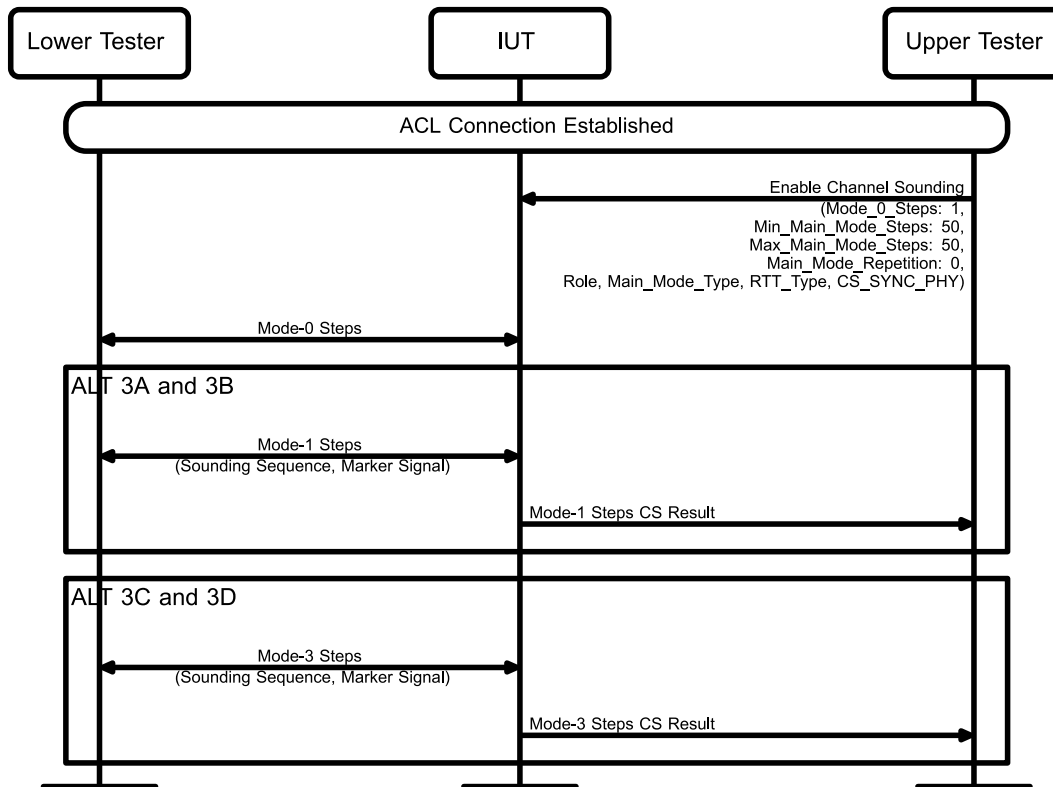 Lower Tester
IUT
Upper Tester
ACL Connection Established
Enable Channel Sounding
(Mode_0_Steps: 1,
Min_Main_Mode_Steps: 50,
Max_Main_Mode_Steps: 50,
Main_Mode_Repetition: 0,
Role, Main_Mode_Type, RTT_Type, CS_SYNC_PHY)
Mode-0 Steps
ALT 3A and 3B
Mode-1 Steps
(Sounding Sequence, Marker Signal)
Mode-1 Steps CS Result
ALT 3C and 3D
Mode-3 Steps
(Sounding Sequence, Marker Signal)
Mode-3 Steps CS Result